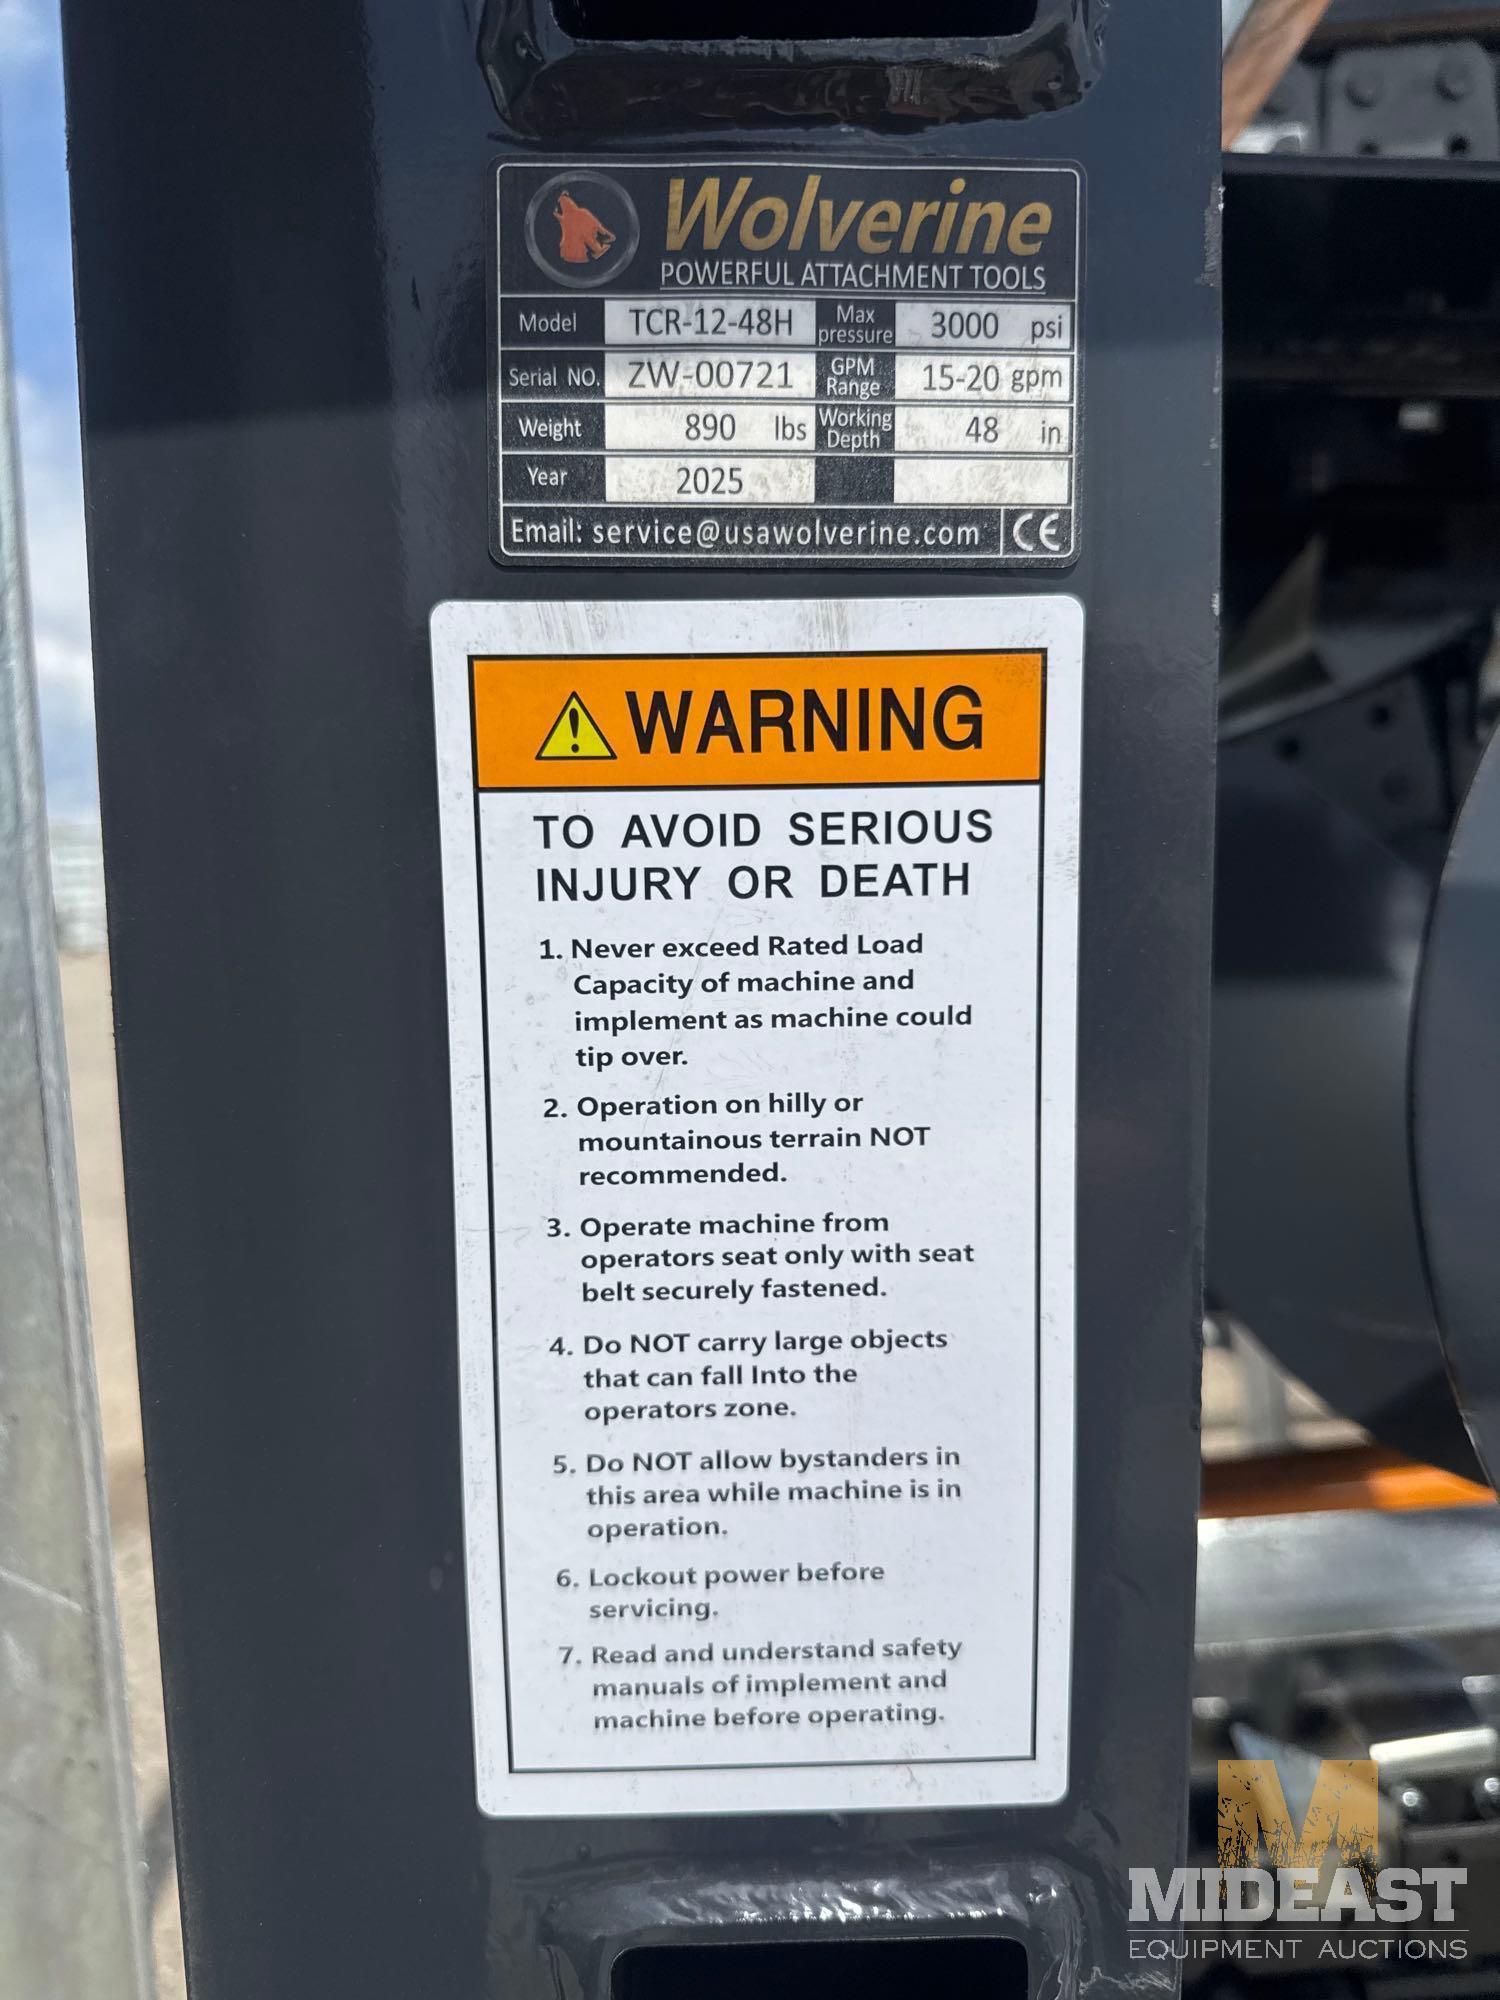 Wolverine
POWERFUL ATTACHMENT TOOLS
Model TCR-12-48H Max pressure 3000 psi
Serial NO. ZW-00721 GPM Range 15-20 gpm
Weight 890 lbs Working Depth 48 in
Year 2025
Email: service@usawolverine.com CE
WARNING
TO AVOID SERIOUS
INJURY OR DEATH
1. Never exceed Rated Load
Capacity of machine and
implement as machine could
tip over.
2. Operation on hilly or
mountainous terrain NOT
recommended.
3. Operate machine from
operators seat only with seat
belt securely fastened.
4. Do NOT carry large objects
that can fall Into the
operators zone.
5. Do NOT allow bystanders in
this area while machine is in
operation.
6. Lockout power before
servicing.
7. Read and understand safety
manuals of implement and
machine before operating.
M
MIDEAST
EQUIPMENT AUCTIONS